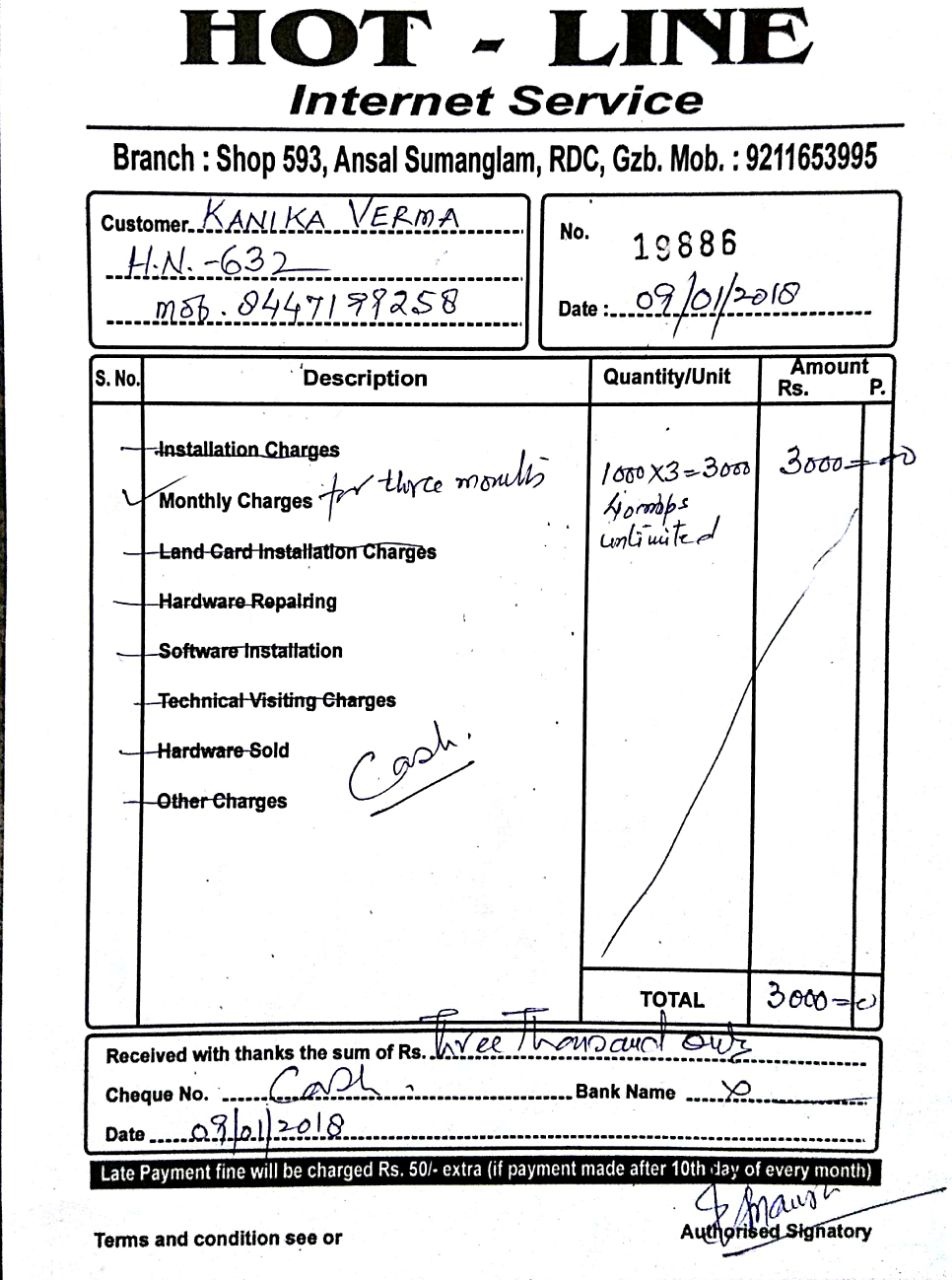 HOT - LINE
Internet Service
Branch : Shop 593, Ansal Sumanglam, RDC, Gzb. Mob. : 9211653995
Customer KANIKA VERMA
H.N.-632
mob. 8447199258
No. 19886
Date : 09/01/2018
S. No. Description Quantity/Unit Amount
Rs. P.
Installation Charges
Monthly Charges for three months 1000X3=3000 3000=00
40mbps
unlimited
Land Card Installation Charges
Hardware Repairing
Software Installation
Technical Visiting Charges
Hardware Sold
Cash.
Other Charges
TOTAL 3000=0
Received with thanks the sum of Rs. Three Thousand only
Cheque No. Cash. Bank Name x
Date 09/01/2018
Late Payment fine will be charged Rs. 50/- extra (if payment made after 10th day of every month)
Terms and condition see or
Authorised Signatory